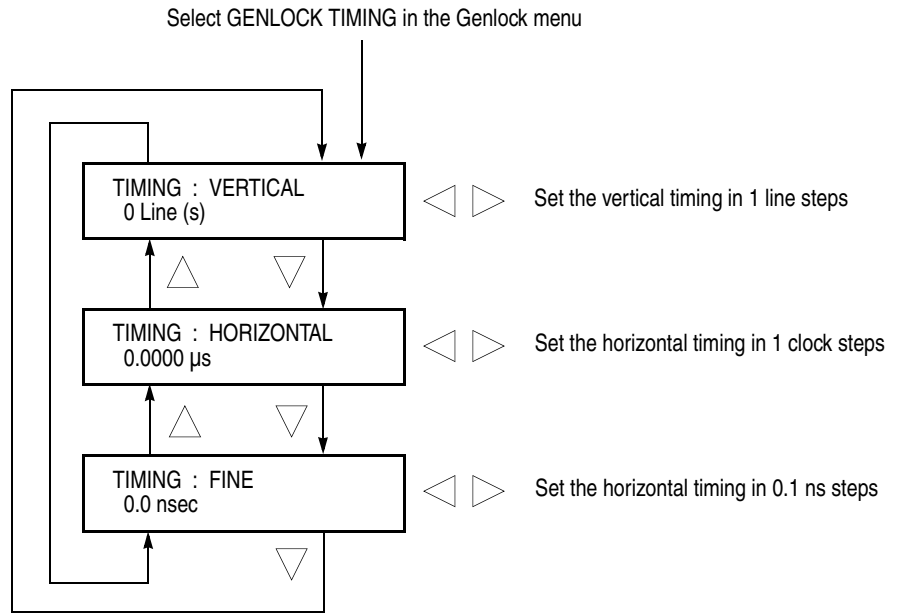 Select GENLOCK TIMING in the Genlock menu
TIMING : VERTICAL
0 Line (s)
Set the vertical timing in 1 line steps
TIMING : HORIZONTAL
0.0000 µs
Set the horizontal timing in 1 clock steps
TIMING : FINE
0.0 nsec
Set the horizontal timing in 0.1 ns steps